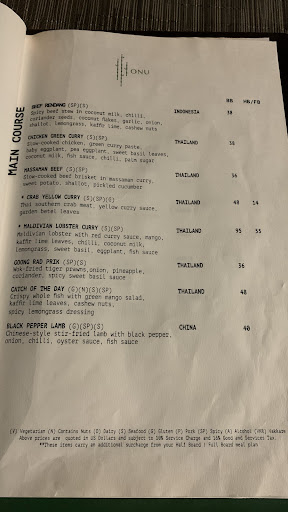 ONU
MAIN COURSE
BB HB/FB
BEEF RENDANG (SP)(S)
Spicy beef stew in coconut milk, chilli, INDONESIA 38
coriander seeds, coconut flakes, garlic, onion,
shallot, lemongrass, kaffir lime, cashew nuts
CHICKEN GREEN CURRY (S)(SP)
Slow-cooked chicken, green curry paste, THAILAND
baby eggplant, pea eggplant, sweet basil leaves,
coconut milk, fish sauce, chilli, palm sugar
MASSAMAN BEEF (S)(SP)
Slow-cooked beef brisket in massaman curry, THAILAND 36
sweet potato, shallot, pickled cucumber
* CRAB YELLOW CURRY (S)(SP)(G)
Thai southern crab meat, yellow curry sauce, THAILAND 40 14
garden betel leaves
* MALDIVIAN LOBSTER CURRY (S)(SP)
Maldivian lobster with red curry sauce, mango, THAILAND 95 55
kaffir lime leaves, chilli, coconut milk,
lemongrass, sweet basil, eggplant, fish sauce
GOONG RAD PRIK (SP)(S)
Wok-fried tiger prawns,onion, pineapple, THAILAND 36
coriander, spicy sweet basil sauce
CATCH OF THE DAY (G)(N)(S)(SP)
Crispy whole fish with green mango salad, THAILAND 40
kaffir lime leaves, cashew nuts,
spicy lemongrass dressing
BLACK PEPPER LAMB (G)(SP)(S)
Chinese-style stir-fried lamb with black pepper, CHINA 40
onion, chilli, oyster sauce, fish sauce
(V) Vegetarian (N) Contains Nuts (D) Dairy (S) Seafood (G) Gluten (P) Pork (SP) Spicy (A) Alcohol
Above prices are quoted in US Dollars and subject to 10% Service Charge and 16% Good and Services Tax.
**These items carry an additional surcharge from your Half Board / Full Board meal plan